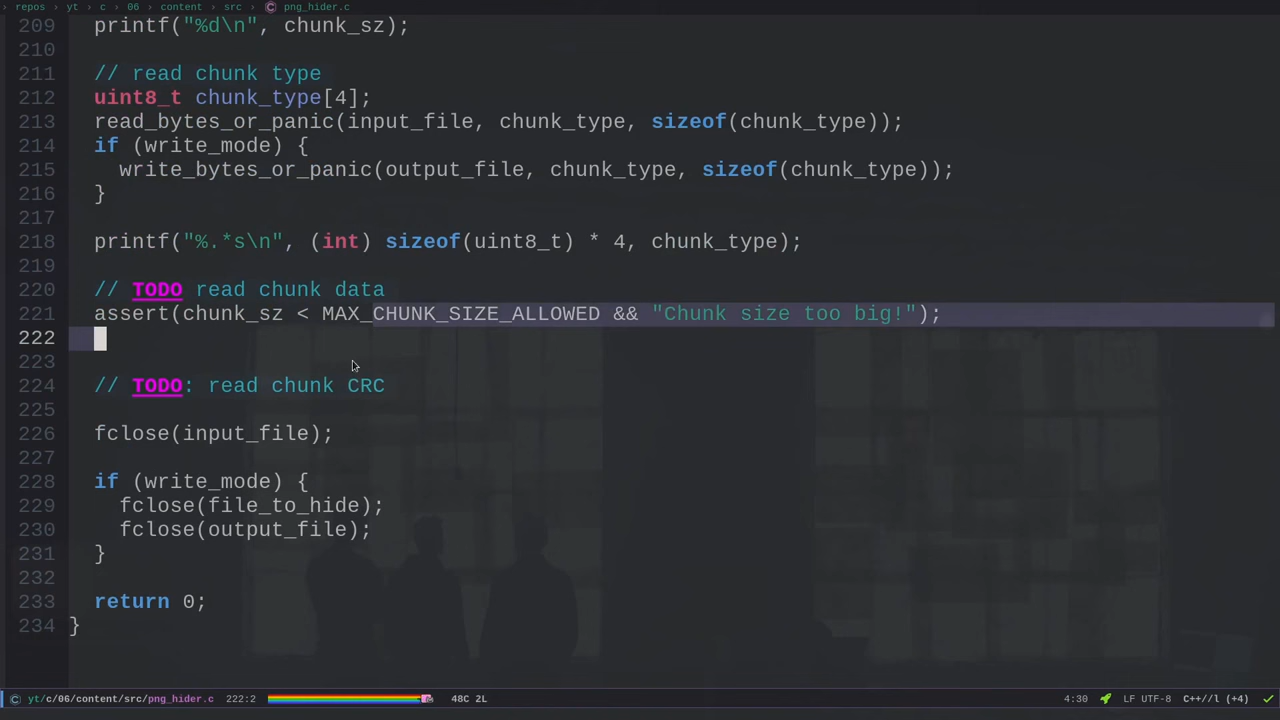 › repos › yt › c › 06 › content › src › png_hider.c
209 printf("%d\n", chunk_sz);
210
211 // read chunk type
212 uint8_t chunk_type[4];
213 read_bytes_or_panic(input_file, chunk_type, sizeof(chunk_type));
214 if (write_mode) {
215 write_bytes_or_panic(output_file, chunk_type, sizeof(chunk_type));
216 }
217
218 printf("%.*s\n", (int) sizeof(uint8_t) * 4, chunk_type);
219
220 // TODO read chunk data
221 assert(chunk_sz < MAX_CHUNK_SIZE_ALLOWED && "Chunk size too big!");
222
223
224 // TODO: read chunk CRC
225
226 fclose(input_file);
227
228 if (write_mode) {
229 fclose(file_to_hide);
230 fclose(output_file);
231 }
232
233 return 0;
234 }
yt/c/06/content/src/png_hider.c 222:2 48C 2L 4:30 LF UTF-8 C++//l (+4)